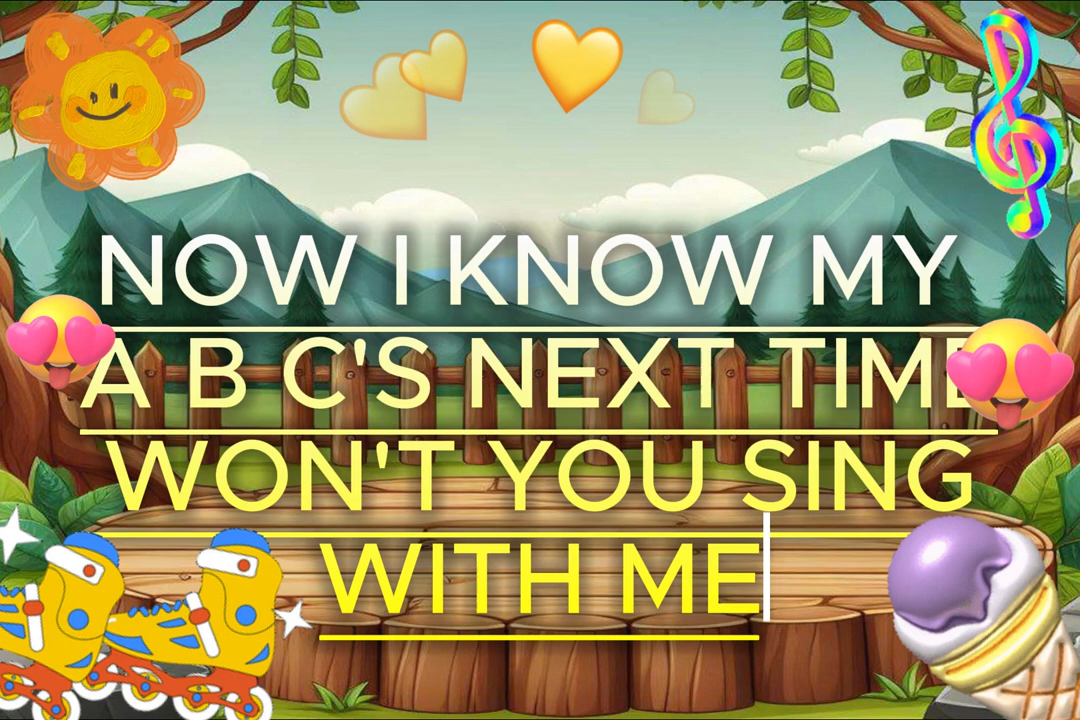 NOW I KNOW MY
A B C'S NEXT TIME
WON'T YOU SING
WITH ME